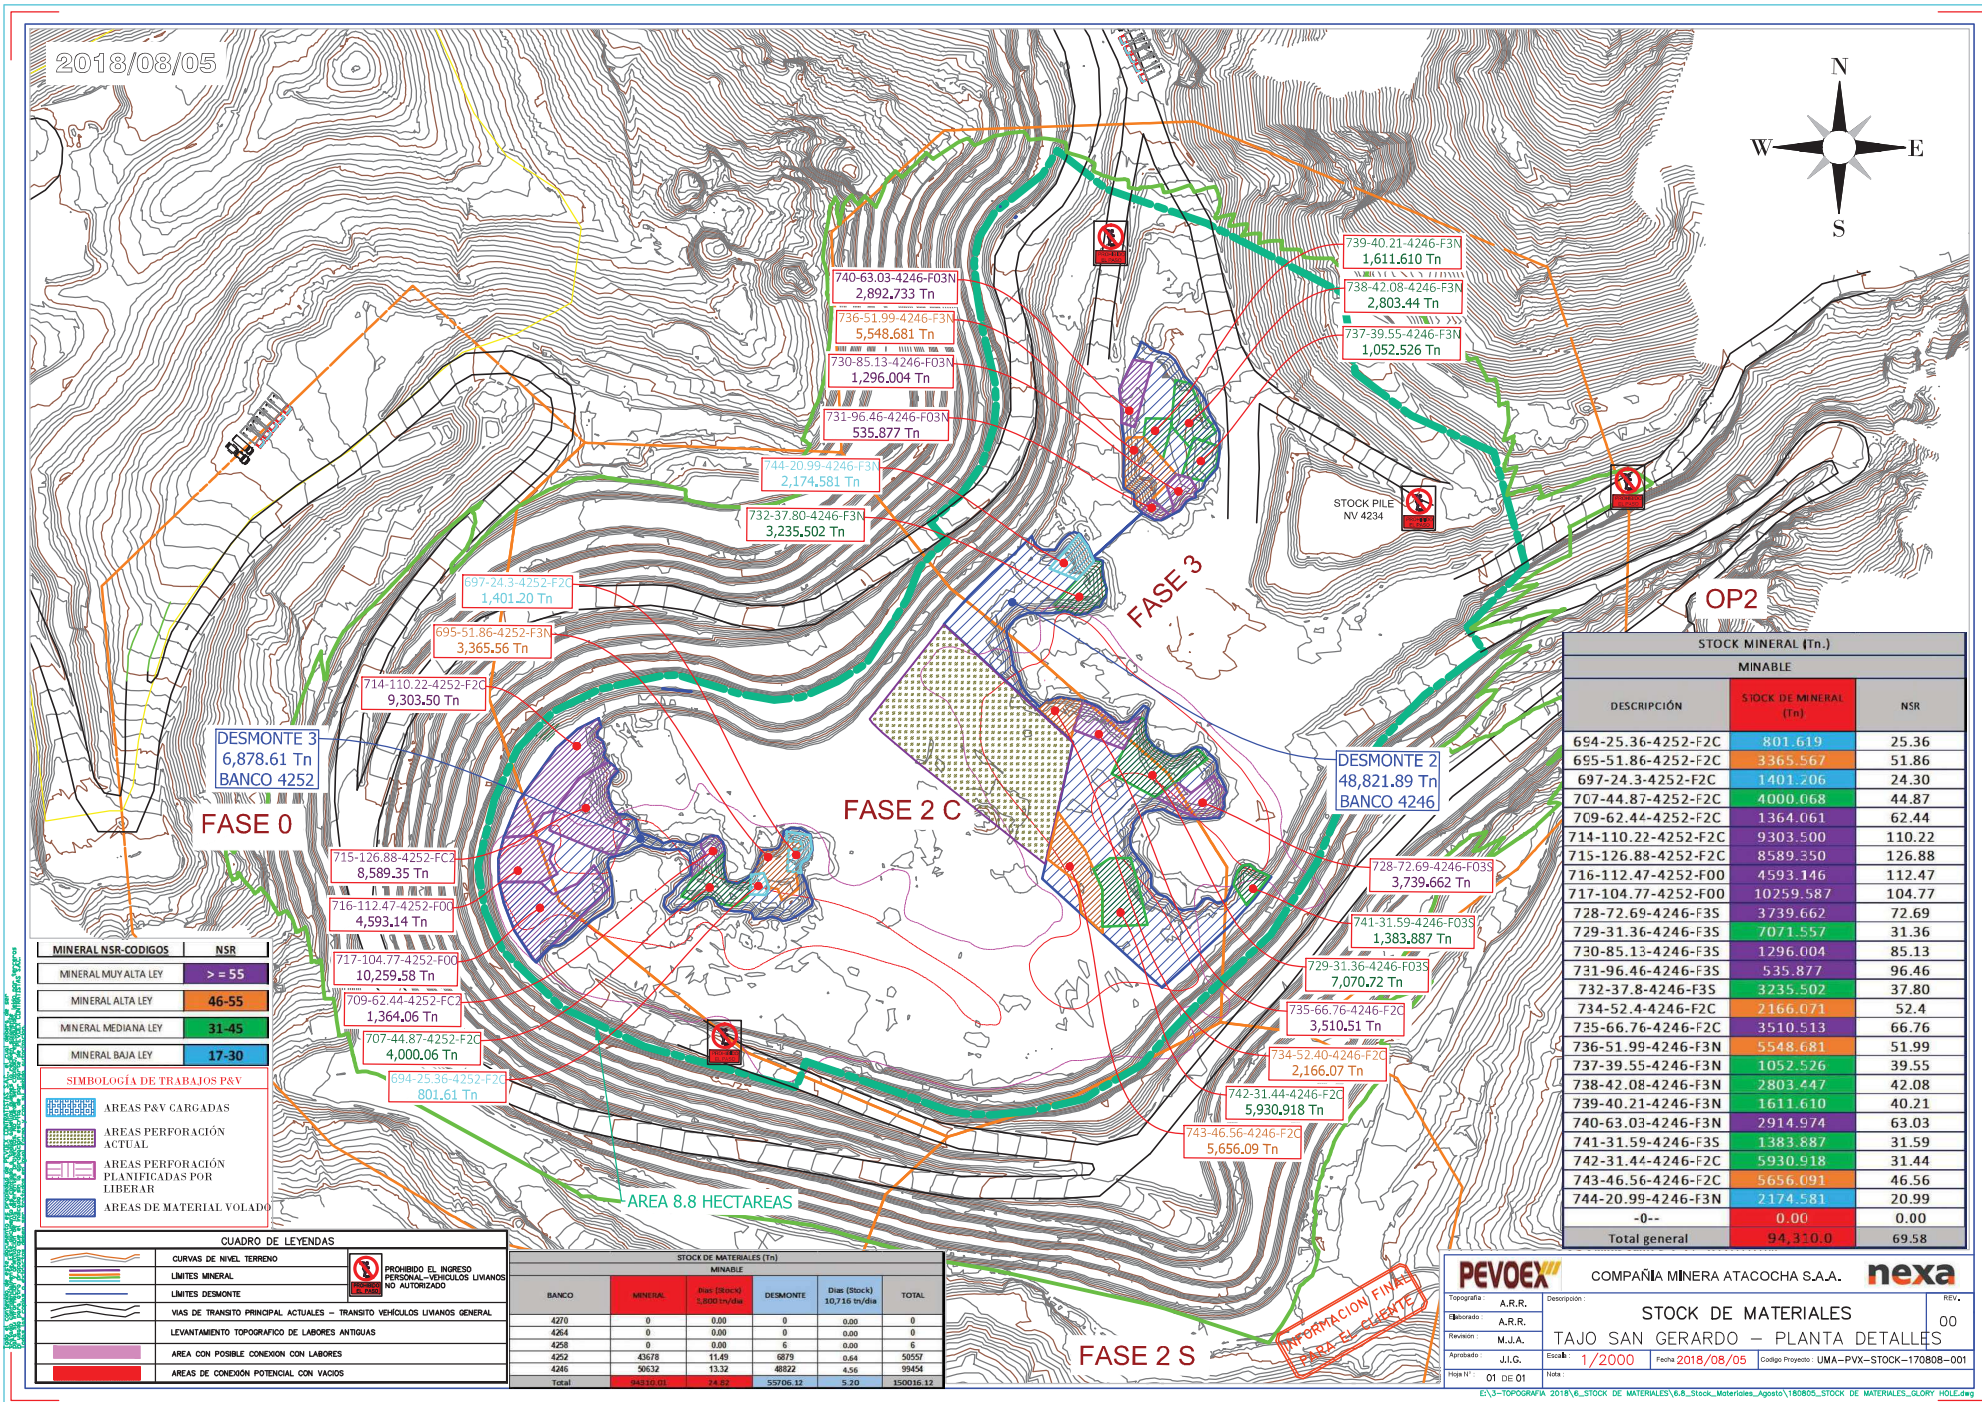 2018/08/05
N
W
E
S
740-63.03-4246-F03N
2,892.733 Tn
736-51.99-4246-F3N
5,548.681 Tn
730-85.13-4246-F03N
1,296.004 Tn
731-96.46-4246-F03N
535.877 Tn
744-20.99-4246-F3N
2,174.581 Tn
732-37.80-4246-F3N
3,235.502 Tn
697-24.3-4252-F2C
1,401.20 Tn
695-51.86-4252-F3N
3,365.56 Tn
714-110.22-4252-F2C
9,303.50 Tn
739-40.21-4246-F3N
1,611.610 Tn
738-42.08-4246-F3N
2,803.44 Tn
737-39.55-4246-F3N
1,052.526 Tn
STOCK PILE
NV 4234
FASE 3
OP2
DESMONTE 3
6,878.61 Tn
BANCO 4252
FASE 0
FASE 2 C
DESMONTE 2
48,821.89 Tn
BANCO 4246
715-126.88-4252-FC2
8,589.35 Tn
716-112.47-4252-F00
4,593.14 Tn
717-104.77-4252-F00
10,259.58 Tn
709-62.44-4252-FC2
1,364.06 Tn
707-44.87-4252-F2C
4,000.06 Tn
694-25.36-4252-F2C
801.61 Tn
728-72.69-4246-F03S
3,739.662 Tn
741-31.59-4246-F03S
1,383.887 Tn
729-31.36-4246-F03S
7,070.72 Tn
735-66.76-4246-F2C
3,510.51 Tn
734-52.40-4246-F2C
2,166.07 Tn
742-31.44-4246-F2C
5,930.918 Tn
743-46.56-4246-F2C
5,656.09 Tn
AREA 8.8 HECTAREAS
FASE 2 S
STOCK MINERAL (Tn.)
MINABLE
DESCRIPCIÓN STOCK DE MINERAL (Tn) NSR
694-25.36-4252-F2C 801.619 25.36
695-51.86-4252-F2C 3365.567 51.86
697-24.3-4252-F2C 1401.206 24.30
707-44.87-4252-F2C 4000.068 44.87
709-62.44-4252-F2C 1364.061 62.44
714-110.22-4252-F2C 9303.500 110.22
715-126.88-4252-F2C 8589.350 126.88
716-112.47-4252-F00 4593.146 112.47
717-104.77-4252-F00 10259.587 104.77
728-72.69-4246-F3S 3739.662 72.69
729-31.36-4246-F3S 7071.557 31.36
730-85.13-4246-F3S 1296.004 85.13
731-96.46-4246-F3S 535.877 96.46
732-37.8-4246-F3S 3235.502 37.80
734-52.4-4246-F2C 2166.071 52.4
735-66.76-4246-F2C 3510.513 66.76
736-51.99-4246-F3N 5548.681 51.99
737-39.55-4246-F3N 1052.526 39.55
738-42.08-4246-F3N 2803.447 42.08
739-40.21-4246-F3N 1611.610 40.21
740-63.03-4246-F3N 2914.974 63.03
741-31.59-4246-F3S 1383.887 31.59
742-31.44-4246-F2C 5930.918 31.44
743-46.56-4246-F2C 5656.091 46.56
744-20.99-4246-F3N 2174.581 20.99
-0-- 0.00 0.00
Total general 94,310.0 69.58
MINERAL NSR-CODIGOS NSR
MINERAL MUY ALTA LEY > = 55
MINERAL ALTA LEY 46-55
MINERAL MEDIANA LEY 31-45
MINERAL BAJA LEY 17-30
SIMBOLOGÍA DE TRABAJOS P&V
AREAS P&V CARGADAS
AREAS PERFORACIÓN
ACTUAL
AREAS PERFORACIÓN
PLANIFICADAS POR
LIBERAR
AREAS DE MATERIAL VOLADO
CUADRO DE LEYENDAS
CURVAS DE NIVEL TERRENO
LÍMITES MINERAL
LÍMITES DESMONTE
PROHIBIDO EL INGRESO
PERSONAL-VEHICULOS LIVIANOS
NO AUTORIZADO
VIAS DE TRANSITO PRINCIPAL ACTUALES – TRANSITO VEHÍCULOS LIVIANOS GENERAL
LEVANTAMIENTO TOPOGRAFICO DE LABORES ANTIGUAS
AREA CON POSIBLE CONEXION CON LABORES
AREAS DE CONEXIÓN POTENCIAL CON VACIOS
STOCK DE MATERIALES (Tn)
MINABLE
BANCO MINERAL Dias (Stock) 3,800 tn/dia DESMONTE Dias (Stock) 10,716 tn/dia TOTAL
4270 0 0.00 0 0.00 0
4264 0 0.00 0 0.00 0
4258 0 0.00 6 0.00 6
4252 43678 11.49 6879 0.64 50557
4246 50632 13.32 48822 4.56 99454
Total 94310.01 24.82 55706.12 5.20 150016.12
INFORMACION FINAL
PARA EL CLIENTE
PEVOEX
COMPAÑIA MINERA ATACOCHA S.A.A.
nexa
Topografia : A.R.R.
Elaborado : A.R.R.
Revision : M.J.A.
Aprobado : J.I.G.
Hoja N° : 01 DE 01
Descripcion :
STOCK DE MATERIALES
TAJO SAN GERARDO – PLANTA DETALLES
REV.
00
Escala : 1/2000
Fecha 2018/08/05
Codigo Proyecto : UMA-PVX-STOCK-170808-001
Nota :
E:\3-TOPOGRAFIA 2018\6_STOCK DE MATERIALES\6.8_Stock_Materiales_Agosto\180805_STOCK DE MATERIALES_GLORY HOLE.dwg